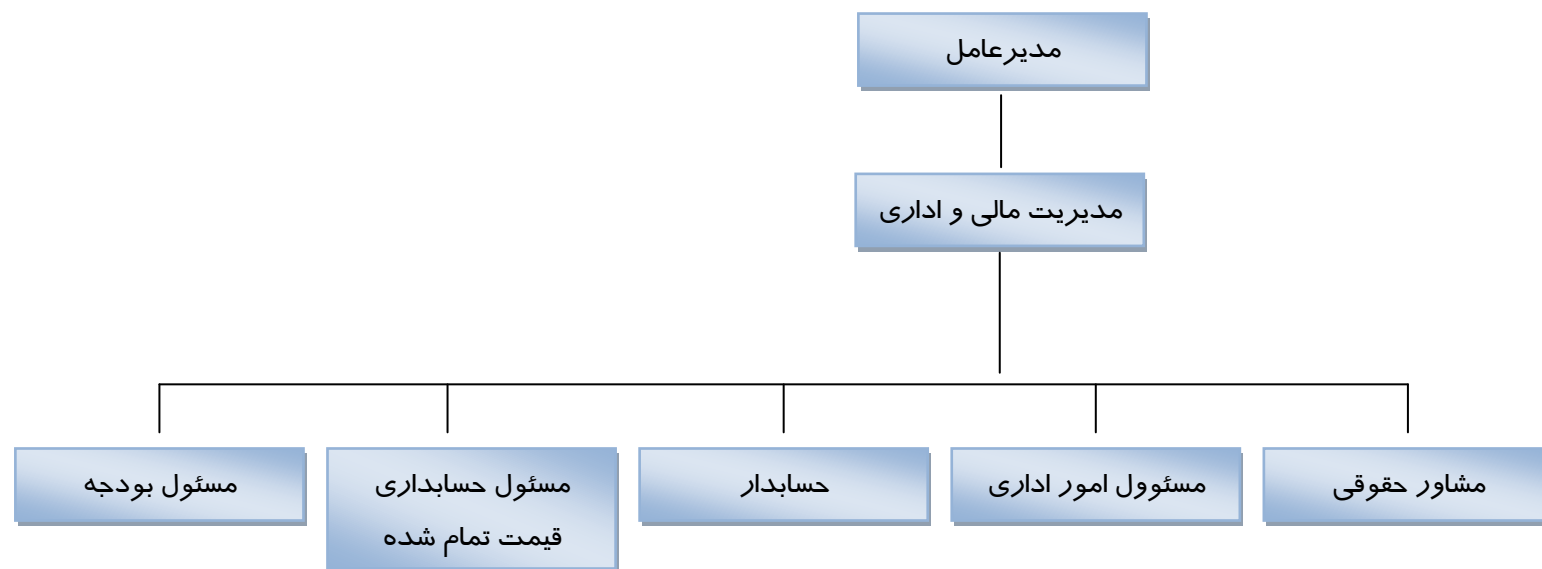 مدیرعامل
مدیریت مالی و اداری
مشاور حقوقی
مسئوول امور اداری
حسابدار
مسئول حسابداری
قیمت تمام شده
مسئول بودجه